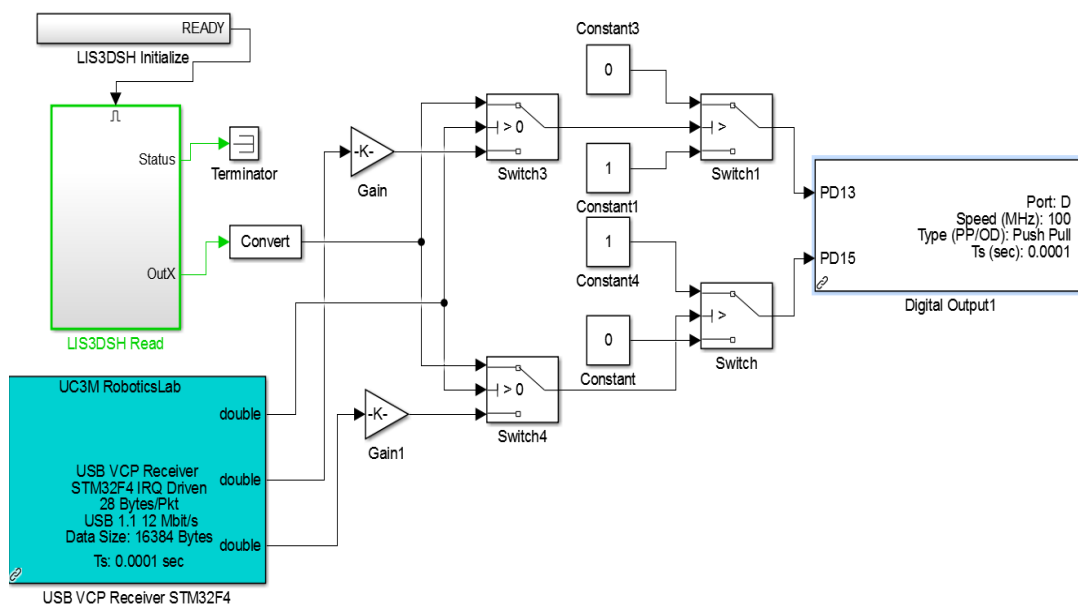 READY
LIS3DSH Initialize
Status
OutX
LIS3DSH Read
Terminator
Convert
-K-
Gain
-K-
Gain1
> 0
Switch3
> 0
Switch4
Constant3
0
1
Constant1
1
Constant4
0
Constant
>
Switch1
>
Switch
PD13
PD15
Port: D
Speed (MHz): 100
Type (PP/OD): Push Pull
Ts (sec): 0.0001
Digital Output1
UC3M RoboticsLab
double
double
double
USB VCP Receiver
STM32F4 IRQ Driven
28 Bytes/Pkt
USB 1.1 12 Mbit/s
Data Size: 16384 Bytes
Ts: 0.0001 sec
USB VCP Receiver STM32F4